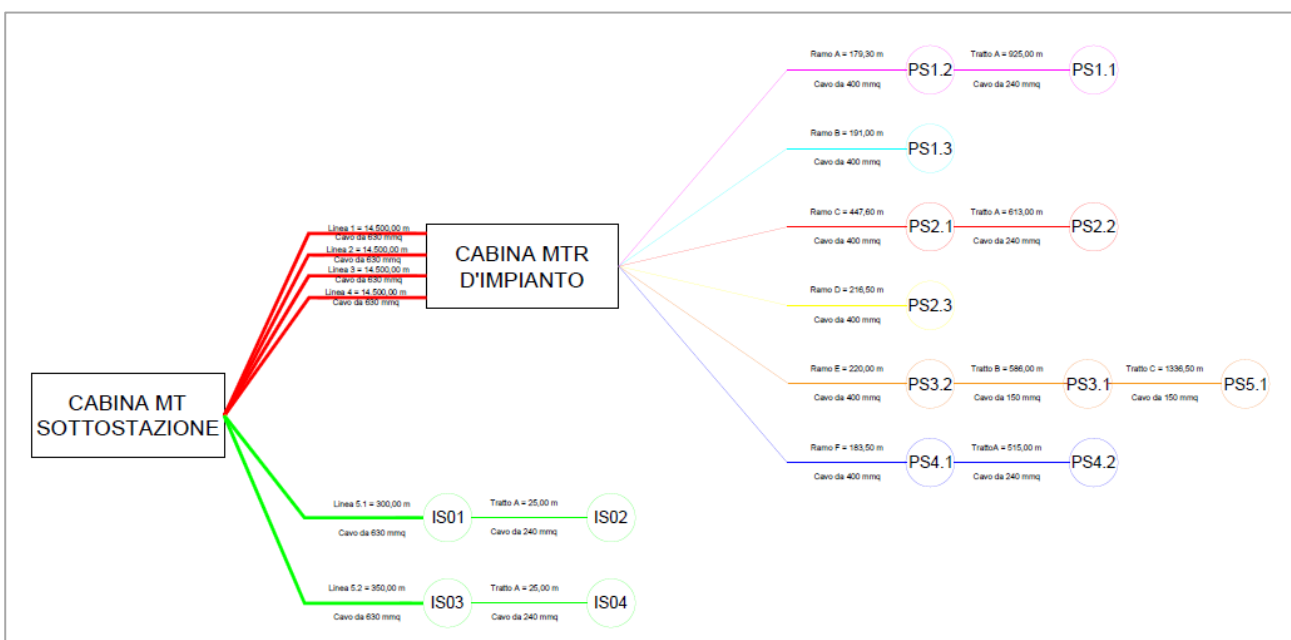 Ramo A = 179,30 m
Tratto A = 925,00 m
PS1.2
PS1.1
Cavo da 400 mmq
Cavo da 240 mmq
Ramo B = 191,00 m
PS1.3
Cavo da 400 mmq
Ramo C = 447,60 m
Tratto A = 613,00 m
PS2.1
PS2.2
Cavo da 400 mmq
Cavo da 240 mmq
Linea 1 = 14.500,00 m
Cavo da 630 mmq
Linea 2 = 14.500,00 m
Cavo da 630 mmq
Linea 3 = 14.500,00 m
Cavo da 630 mmq
Linea 4 = 14.500,00 m
Cavo da 630 mmq
CABINA MTR
D'IMPIANTO
Ramo D = 216,50 m
PS2.3
Cavo da 400 mmq
Ramo E = 220,00 m
Tratto B = 586,00 m
Tratto C = 1336,50 m
PS3.2
PS3.1
PS5.1
Cavo da 400 mmq
Cavo da 150 mmq
Cavo da 150 mmq
CABINA MT
SOTTOSTAZIONE
Ramo F = 183,50 m
TrattoA = 515,00 m
PS4.1
PS4.2
Cavo da 400 mmq
Cavo da 240 mmq
Linea 5.1 = 300,00 m
Tratto A = 25,00 m
IS01
IS02
Cavo da 630 mmq
Cavo da 240 mmq
Linea 5.2 = 350,00 m
Tratto A = 25,00 m
IS03
IS04
Cavo da 630 mmq
Cavo da 240 mmq